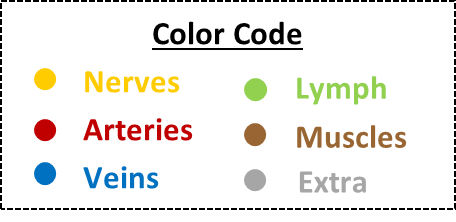 Color Code
Nerves
Arteries
Veins
Lymph
Muscles
Extra